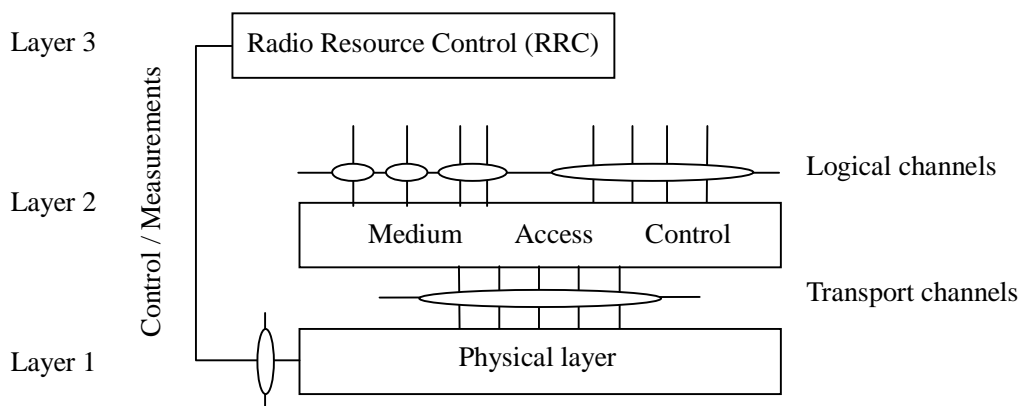 Layer 3
Radio Resource Control (RRC)
Control / Measurements
Logical channels
Layer 2
Medium Access Control
Transport channels
Layer 1
Physical layer